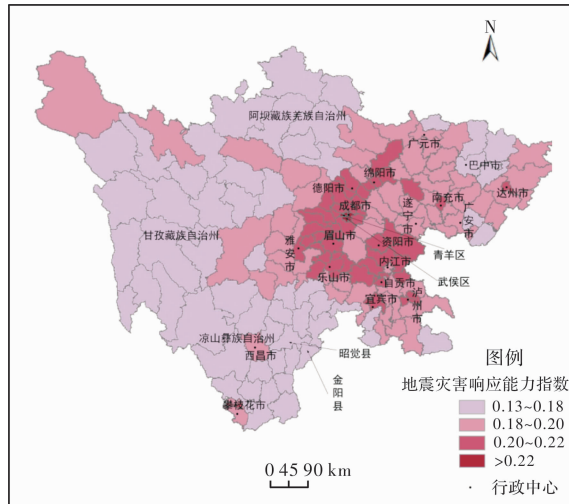 N
阿坝藏族羌族自治州
广元市
巴中市
绵阳市
德阳市
达州市
成都市
南充市
遂宁市
广安市
甘孜藏族自治州
眉山市
资阳市
青羊区
雅安市
内江市
武侯区
乐山市
自贡市
宜宾市
泸州市
凉山彝族自治州
西昌市
昭觉县
金阳县
攀枝花市
图例
地震灾害响应能力指数
0.13~0.18
0.18~0.20
0.20~0.22
>0.22
行政中心
0 45 90 km